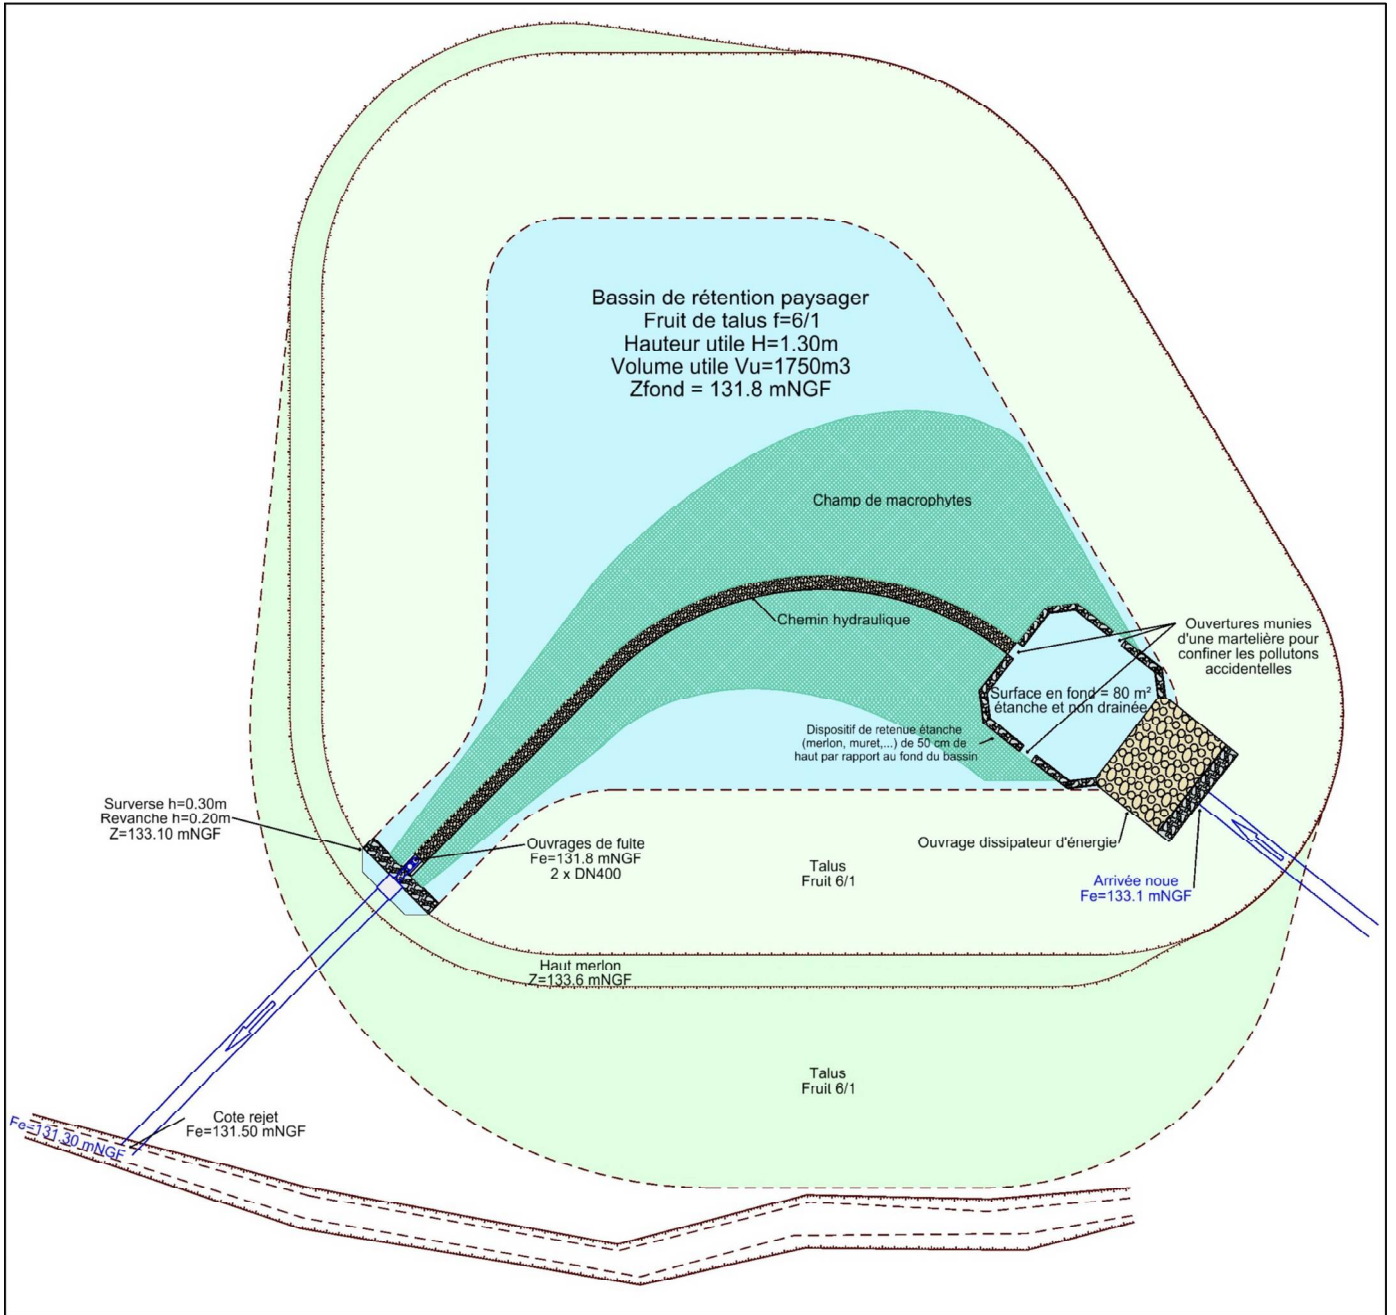 Bassin de rétention paysager
Fruit de talus f=6/1
Hauteur utile H=1.30m
Volume utile Vu=1750m3
Zfond = 131.8 mNGF
Champ de macrophytes
Chemin hydraulique
Ouvertures munies
d'une martelière pour
confiner les pollutons
accidentelles
Surface en fond = 80 m²
étanche et non drainée
Dispositif de retenue étanche
(merlon, muret,...) de 50 cm de
haut par rapport au fond du bassin
Surverse h=0.30m
Revanche h=0.20m
Z=133.10 mNGF
Ouvrages de fuite
Fe=131.8 mNGF
2 x DN400
Ouvrage dissipateur d'énergie
Talus
Fruit 6/1
Arrivée noue
Fe=133.1 mNGF
Haut merlon
Z=133.6 mNGF
Talus
Fruit 6/1
Cote rejet
Fe=131.50 mNGF
Fe=131.30 mNGF